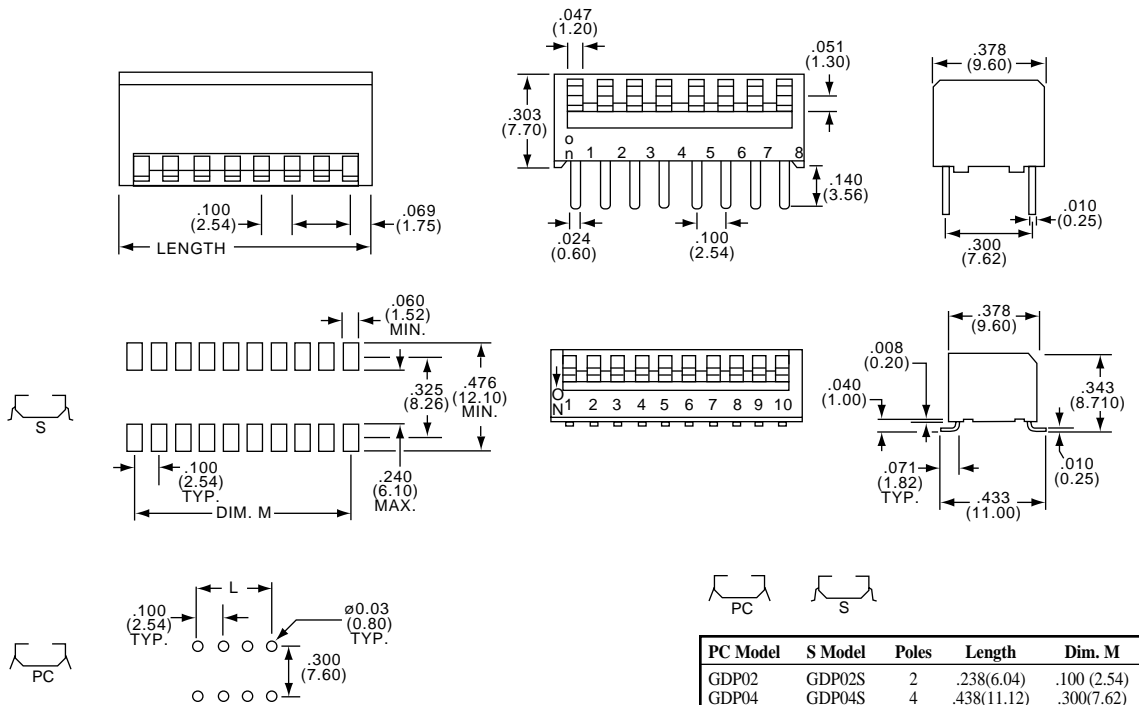 .047
(1.20)
.051
(1.30)
.378
(9.60)
.303
(7.70)
on 1 2 3 4 5 6 7 8
.140
(3.56)
.100
(2.54)
.069
(1.75)
LENGTH
.024
(0.60)
.100
(2.54)
.010
(0.25)
.300
(7.62)
.060
(1.52)
MIN.
.325
(8.26)
.476
(12.10)
MIN.
S
.100
(2.54)
TYP.
.240
(6.10)
MAX.
DIM. M
ON 1 2 3 4 5 6 7 8 9 10
.378
(9.60)
.008
(0.20)
.040
(1.00)
.343
(8.710)
.071
(1.82)
TYP.
.010
(0.25)
.433
(11.00)
L
.100
(2.54)
TYP.
ø0.03
(0.80)
TYP.
.300
(7.60)
PC
PC S
PC Model S Model Poles Length Dim. M
GDP02 GDP02S 2 .238(6.04) .100 (2.54)
GDP04 GDP04S 4 .438(11.12) .300(7.62)